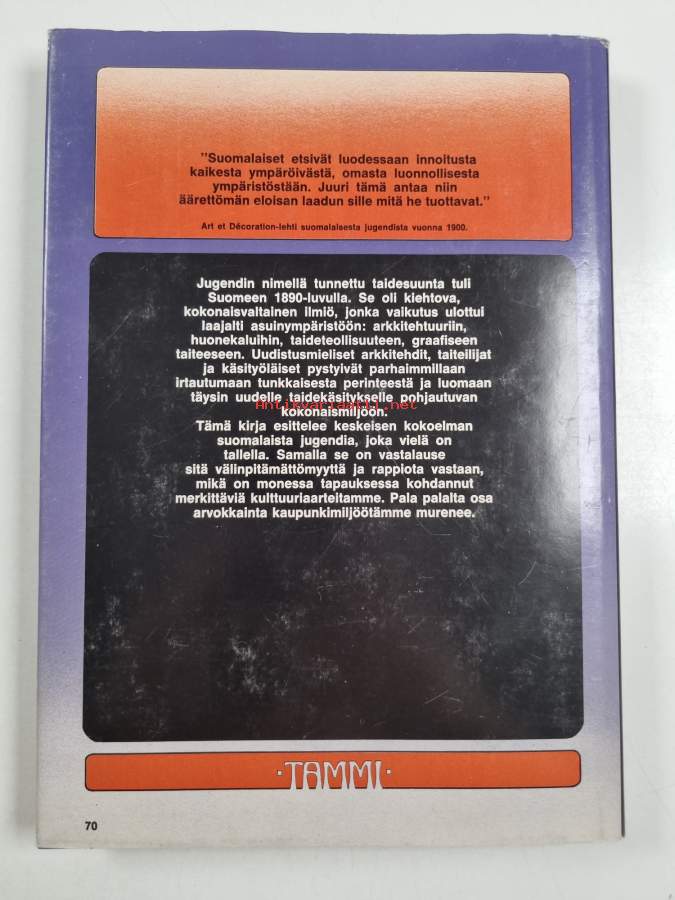 "Suomalaiset etsivät luodessaan innoitusta
kaikesta ympäröivästä, omasta luonnollisesta
ympäristöstään. Juuri tämä antaa niin
äärettömän eloisan laadun sille mitä he tuottavat."
Art et Décoration-lehti suomalaisesta jugendista vuonna 1900.
Jugendin nimellä tunnettu taidesuunta tuli
Suomeen 1890-luvulla. Se oli kiehtova,
kokonaisvaltainen ilmiö, jonka vaikutus ulottui
laajalti asuinympäristöön: arkkitehtuuriin,
huonekaluihin, taideteollisuuteen, graafiseen
taiteeseen. Uudistusmieliset arkkitehdit, taiteilijat
ja käsityöläiset pystyivät parhaimmillaan
irtautumaan tunkkaisesta perinteestä ja luomaan
täysin uudelle taidekäsitykselle pohjautuvan
Antikvariaatti.net
kokonaismiljöön.
Tämä kirja esittelee keskeisen kokoelman
suomalaista jugendia, joka vielä on
tallella. Samalla se on vastalause
sitä välinpitämättömyyttä ja rappiota vastaan,
mikä on monessa tapauksessa kohdannut
merkittäviä kulttuuriaarteitamme. Pala palalta osa
arvokkainta kaupunkimiljöötämme murenee.
·TAMMI·
70